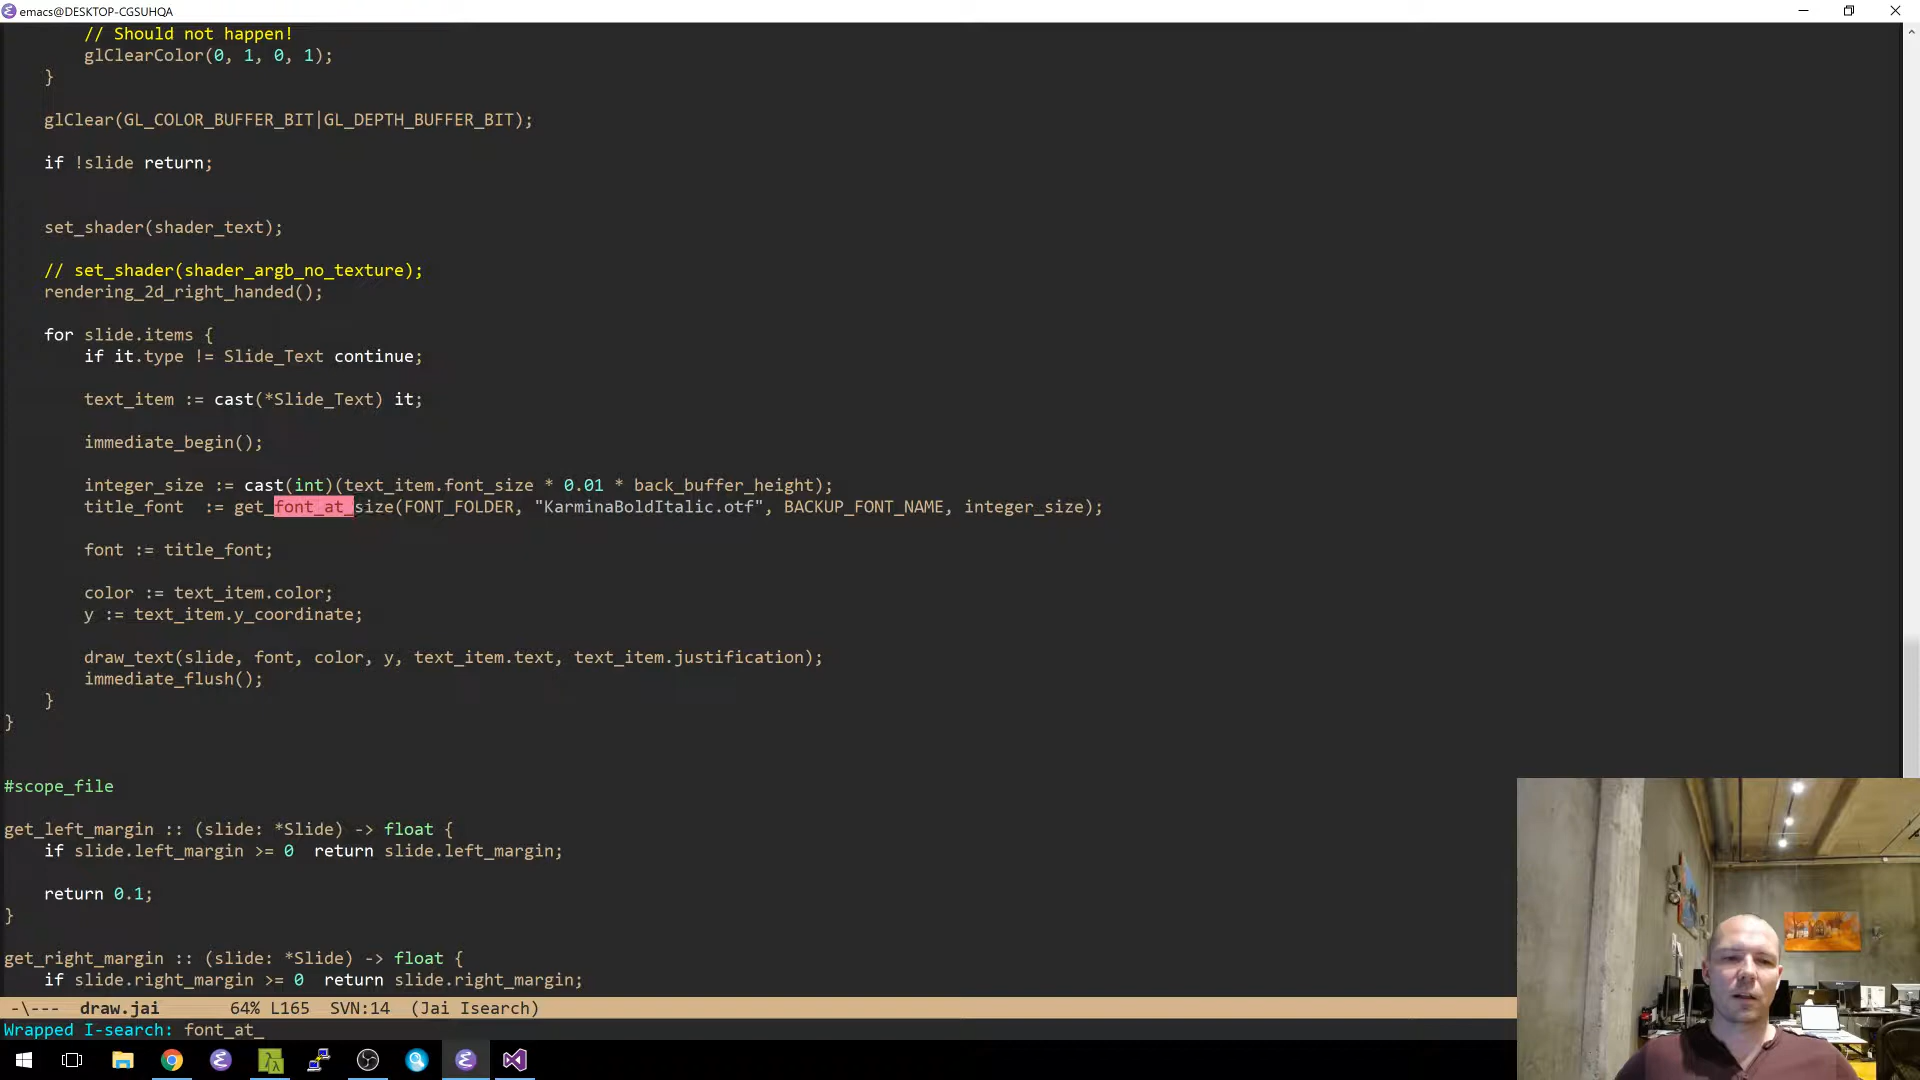 emacs@DESKTOP-CGSUHQA
// Should not happen!
glClearColor(0, 1, 0, 1);
}
glClear(GL_COLOR_BUFFER_BIT|GL_DEPTH_BUFFER_BIT);
if !slide return;
set_shader(shader_text);
// set_shader(shader_argb_no_texture);
rendering_2d_right_handed();
for slide.items {
if it.type != Slide_Text continue;
text_item := cast(*Slide_Text) it;
immediate_begin();
integer_size := cast(int)(text_item.font_size * 0.01 * back_buffer_height);
title_font  := get_font_at_size(FONT_FOLDER, "KarminaBoldItalic.otf", BACKUP_FONT_NAME, integer_size);
font := title_font;
color := text_item.color;
y := text_item.y_coordinate;
draw_text(slide, font, color, y, text_item.text, text_item.justification);
immediate_flush();
}
}
#scope_file
get_left_margin :: (slide: *Slide) -> float {
if slide.left_margin >= 0  return slide.left_margin;
return 0.1;
}
get_right_margin :: (slide: *Slide) -> float {
if slide.right_margin >= 0  return slide.right_margin;
-\--- draw.jai 64% L165 SVN:14 (Jai Isearch)
Wrapped I-search: font_at_